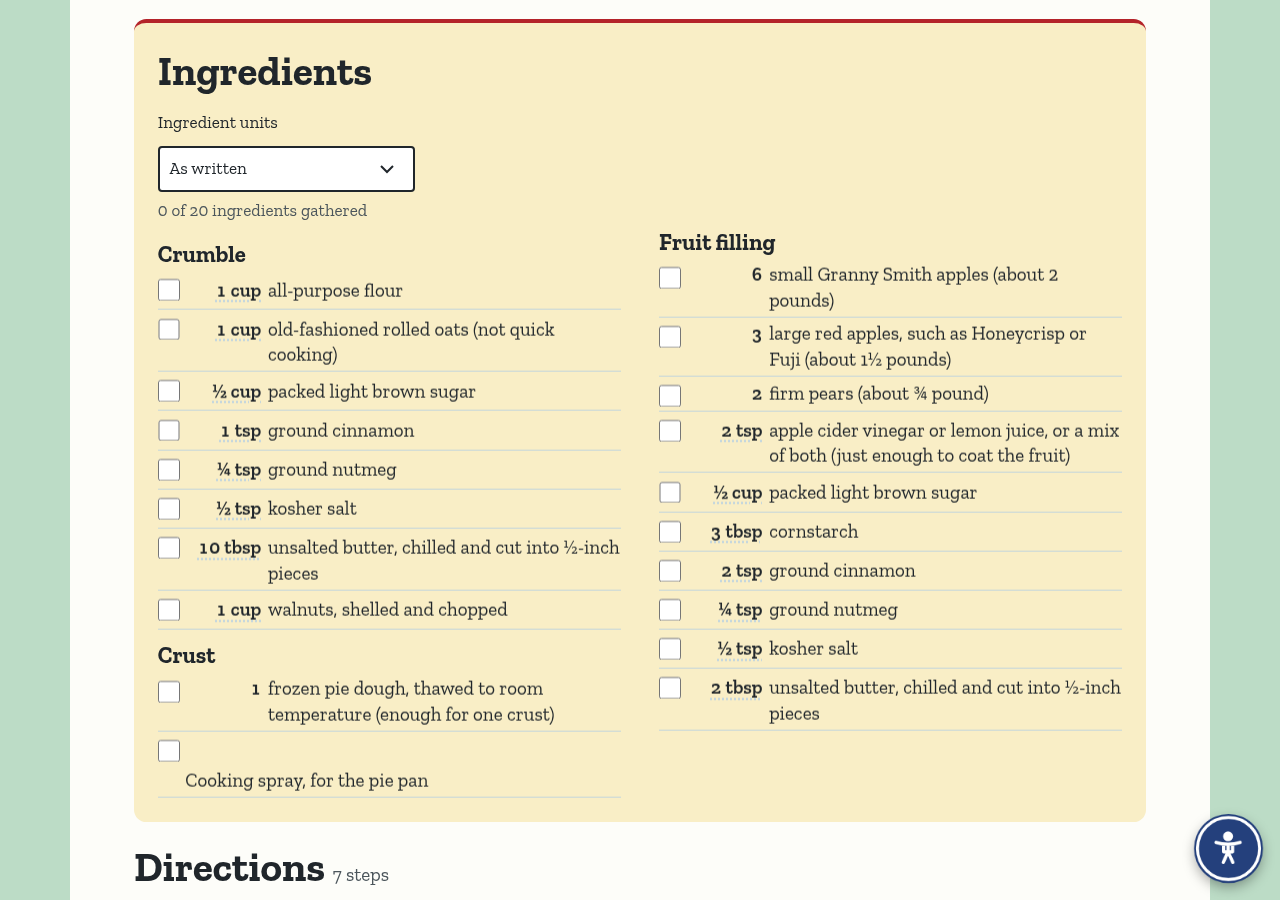 Ingredients
Ingredient units
As written
0 of 20 ingredients gathered
Crumble
1 cup all-purpose flour
1 cup old-fashioned rolled oats (not quick
cooking)
½ cup packed light brown sugar
1 tsp ground cinnamon
¼ tsp ground nutmeg
½ tsp kosher salt
10 tbsp unsalted butter, chilled and cut into ½-inch
pieces
1 cup walnuts, shelled and chopped
Crust
1 frozen pie dough, thawed to room
temperature (enough for one crust)
Cooking spray, for the pie pan
Fruit filling
6 small Granny Smith apples (about 2
pounds)
3 large red apples, such as Honeycrisp or
Fuji (about 1½ pounds)
2 firm pears (about ¾ pound)
2 tsp apple cider vinegar or lemon juice, or a mix
of both (just enough to coat the fruit)
½ cup packed light brown sugar
3 tbsp cornstarch
2 tsp ground cinnamon
¼ tsp ground nutmeg
½ tsp kosher salt
2 tbsp unsalted butter, chilled and cut into ½-inch
pieces
Directions 7 steps